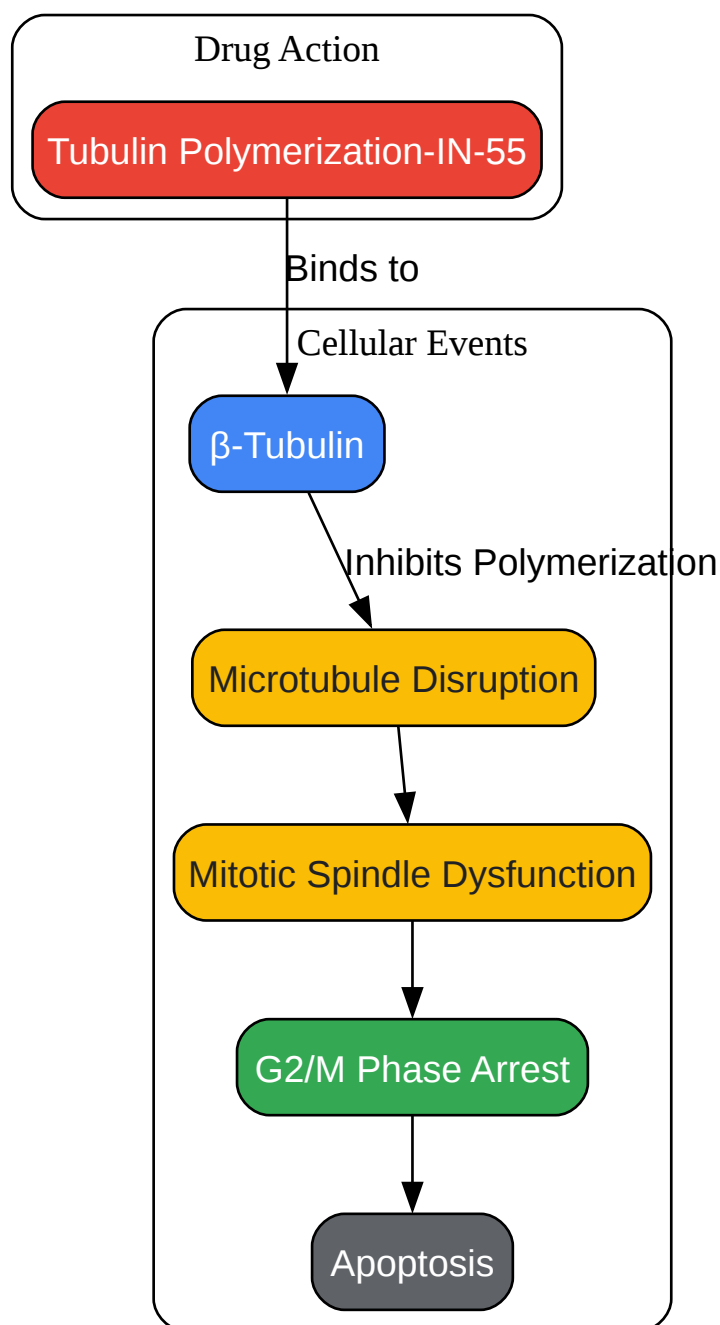 Drug Action
Tubulin Polymerization-IN-55
Binds to
Cellular Events
β-Tubulin
Inhibits Polymerization
Microtubule Disruption
Mitotic Spindle Dysfunction
G2/M Phase Arrest
Apoptosis